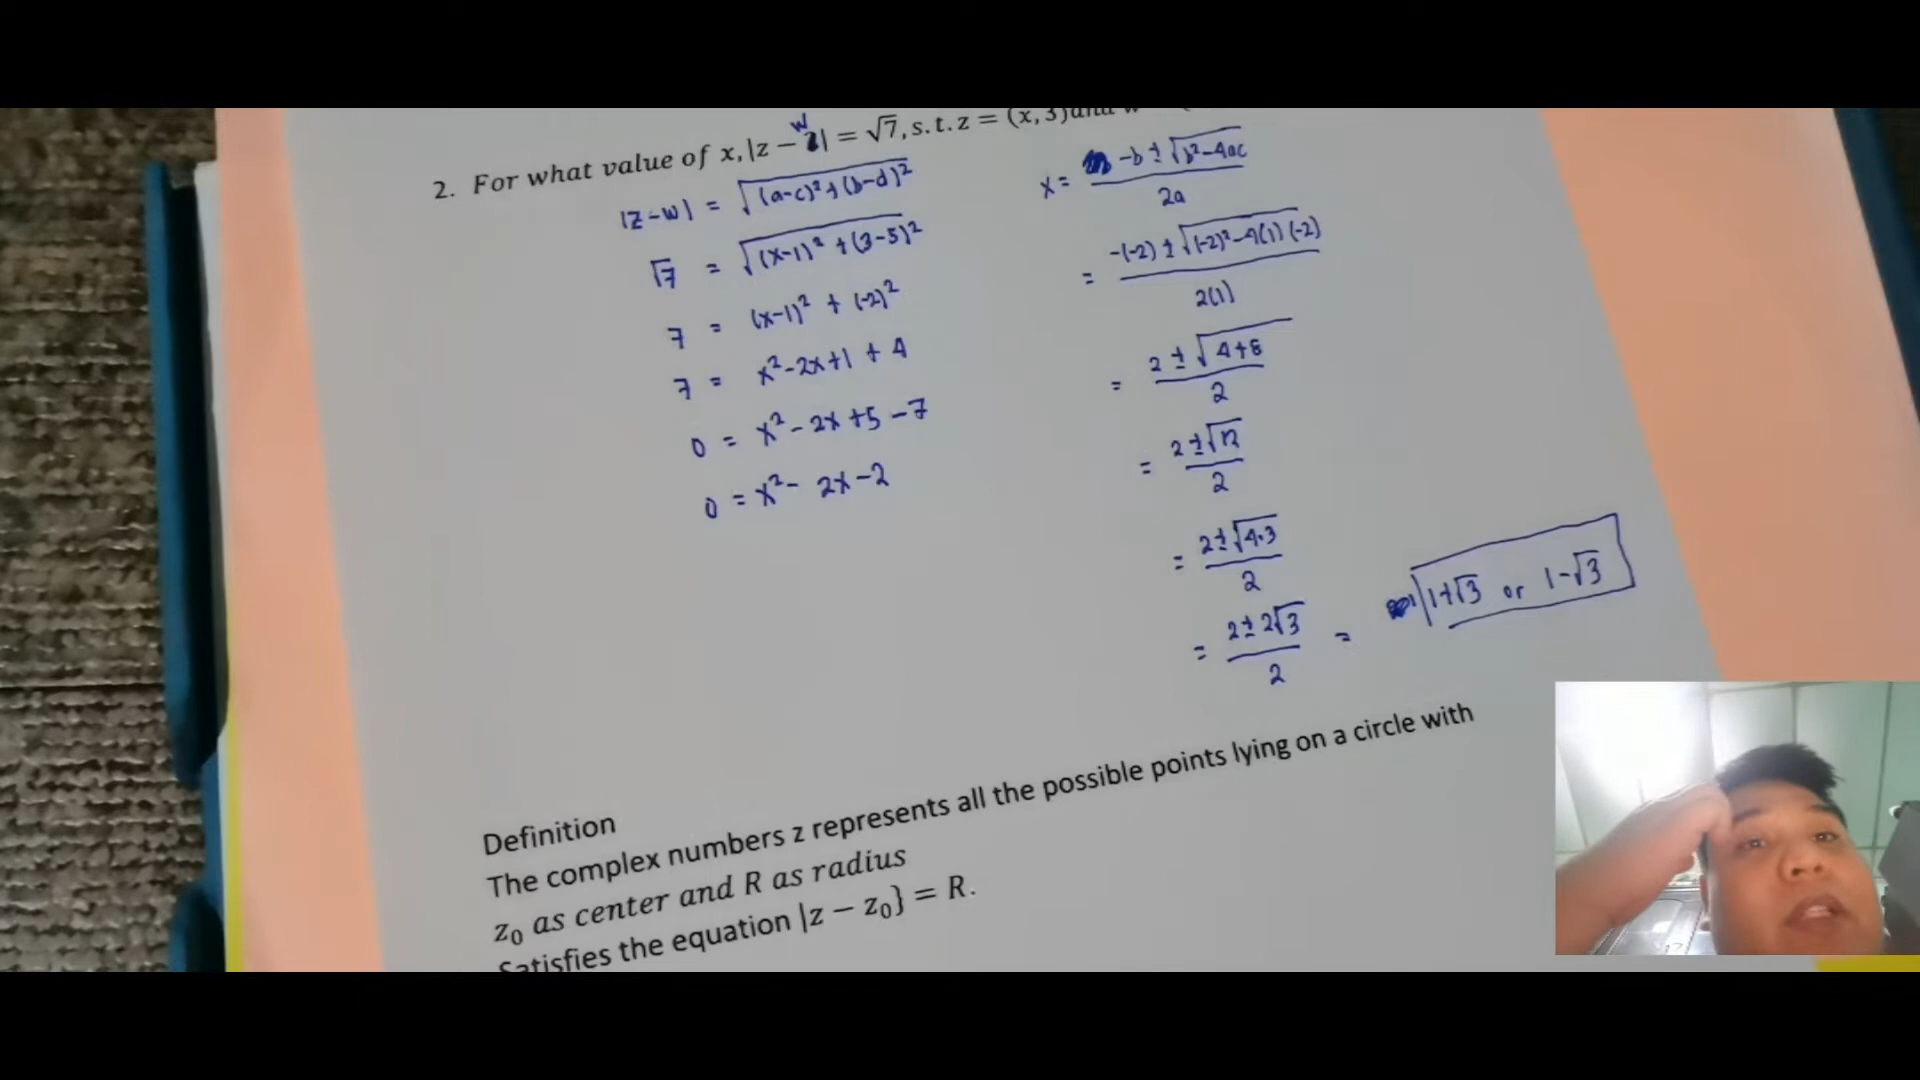 2. For what value of x, |z − w| = √7, s.t. z = (x, 3) and w
|z-w| = √(a-c)²+(b-d)²
√7 = √(x-1)² + (3-5)²
7 = (x-1)² + (-2)²
7 = x²-2x+1 + 4
0 = x²-2x+5-7
0 = x²- 2x-2
x = -b ± √b²-4ac
2a
= -(-2) ± √(-2)²-4(1)(-2)
2(1)
= 2 ± √4+8
2
= 2±√12
2
= 2±√4·3
2
= 2±2√3
2
= 1+√3 or 1-√3
Definition
The complex numbers z represents all the possible points lying on a circle with
z₀ as center and R as radius
Satisfies the equation |z − z₀} = R.